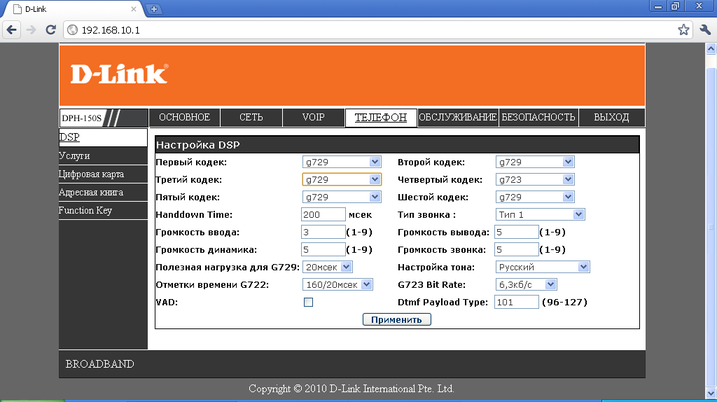 D-Link
192.168.10.1
D-Link
DPH-150S
ОСНОВНОЕ СЕТЬ VOIP ТЕЛЕФОН ОБСЛУЖИВАНИЕ БЕЗОПАСНОСТЬ ВЫХОД
DSP
Услуги
Цифровая карта
Адресная книга
Function Key
Настройка DSP
Первый кодек: g729 Второй кодек: g729
Третий кодек: g729 Четвертый кодек: g723
Пятый кодек: g729 Шестой кодек: g729
Handdown Time: 200 мсек Тип звонка : Тип 1
Громкость ввода: 3 (1-9) Громкость вывода: 5 (1-9)
Громкость динамика: 5 (1-9) Громкость звонка: 5 (1-9)
Полезная нагрузка для G729: 20мсек Настройка тона: Русский
Отметки времени G722: 160/20мсек G723 Bit Rate: 6,3кб/с
VAD: Dtmf Payload Type: 101 (96-127)
Применить
BROADBAND
Copyright © 2010 D-Link International Pte. Ltd.